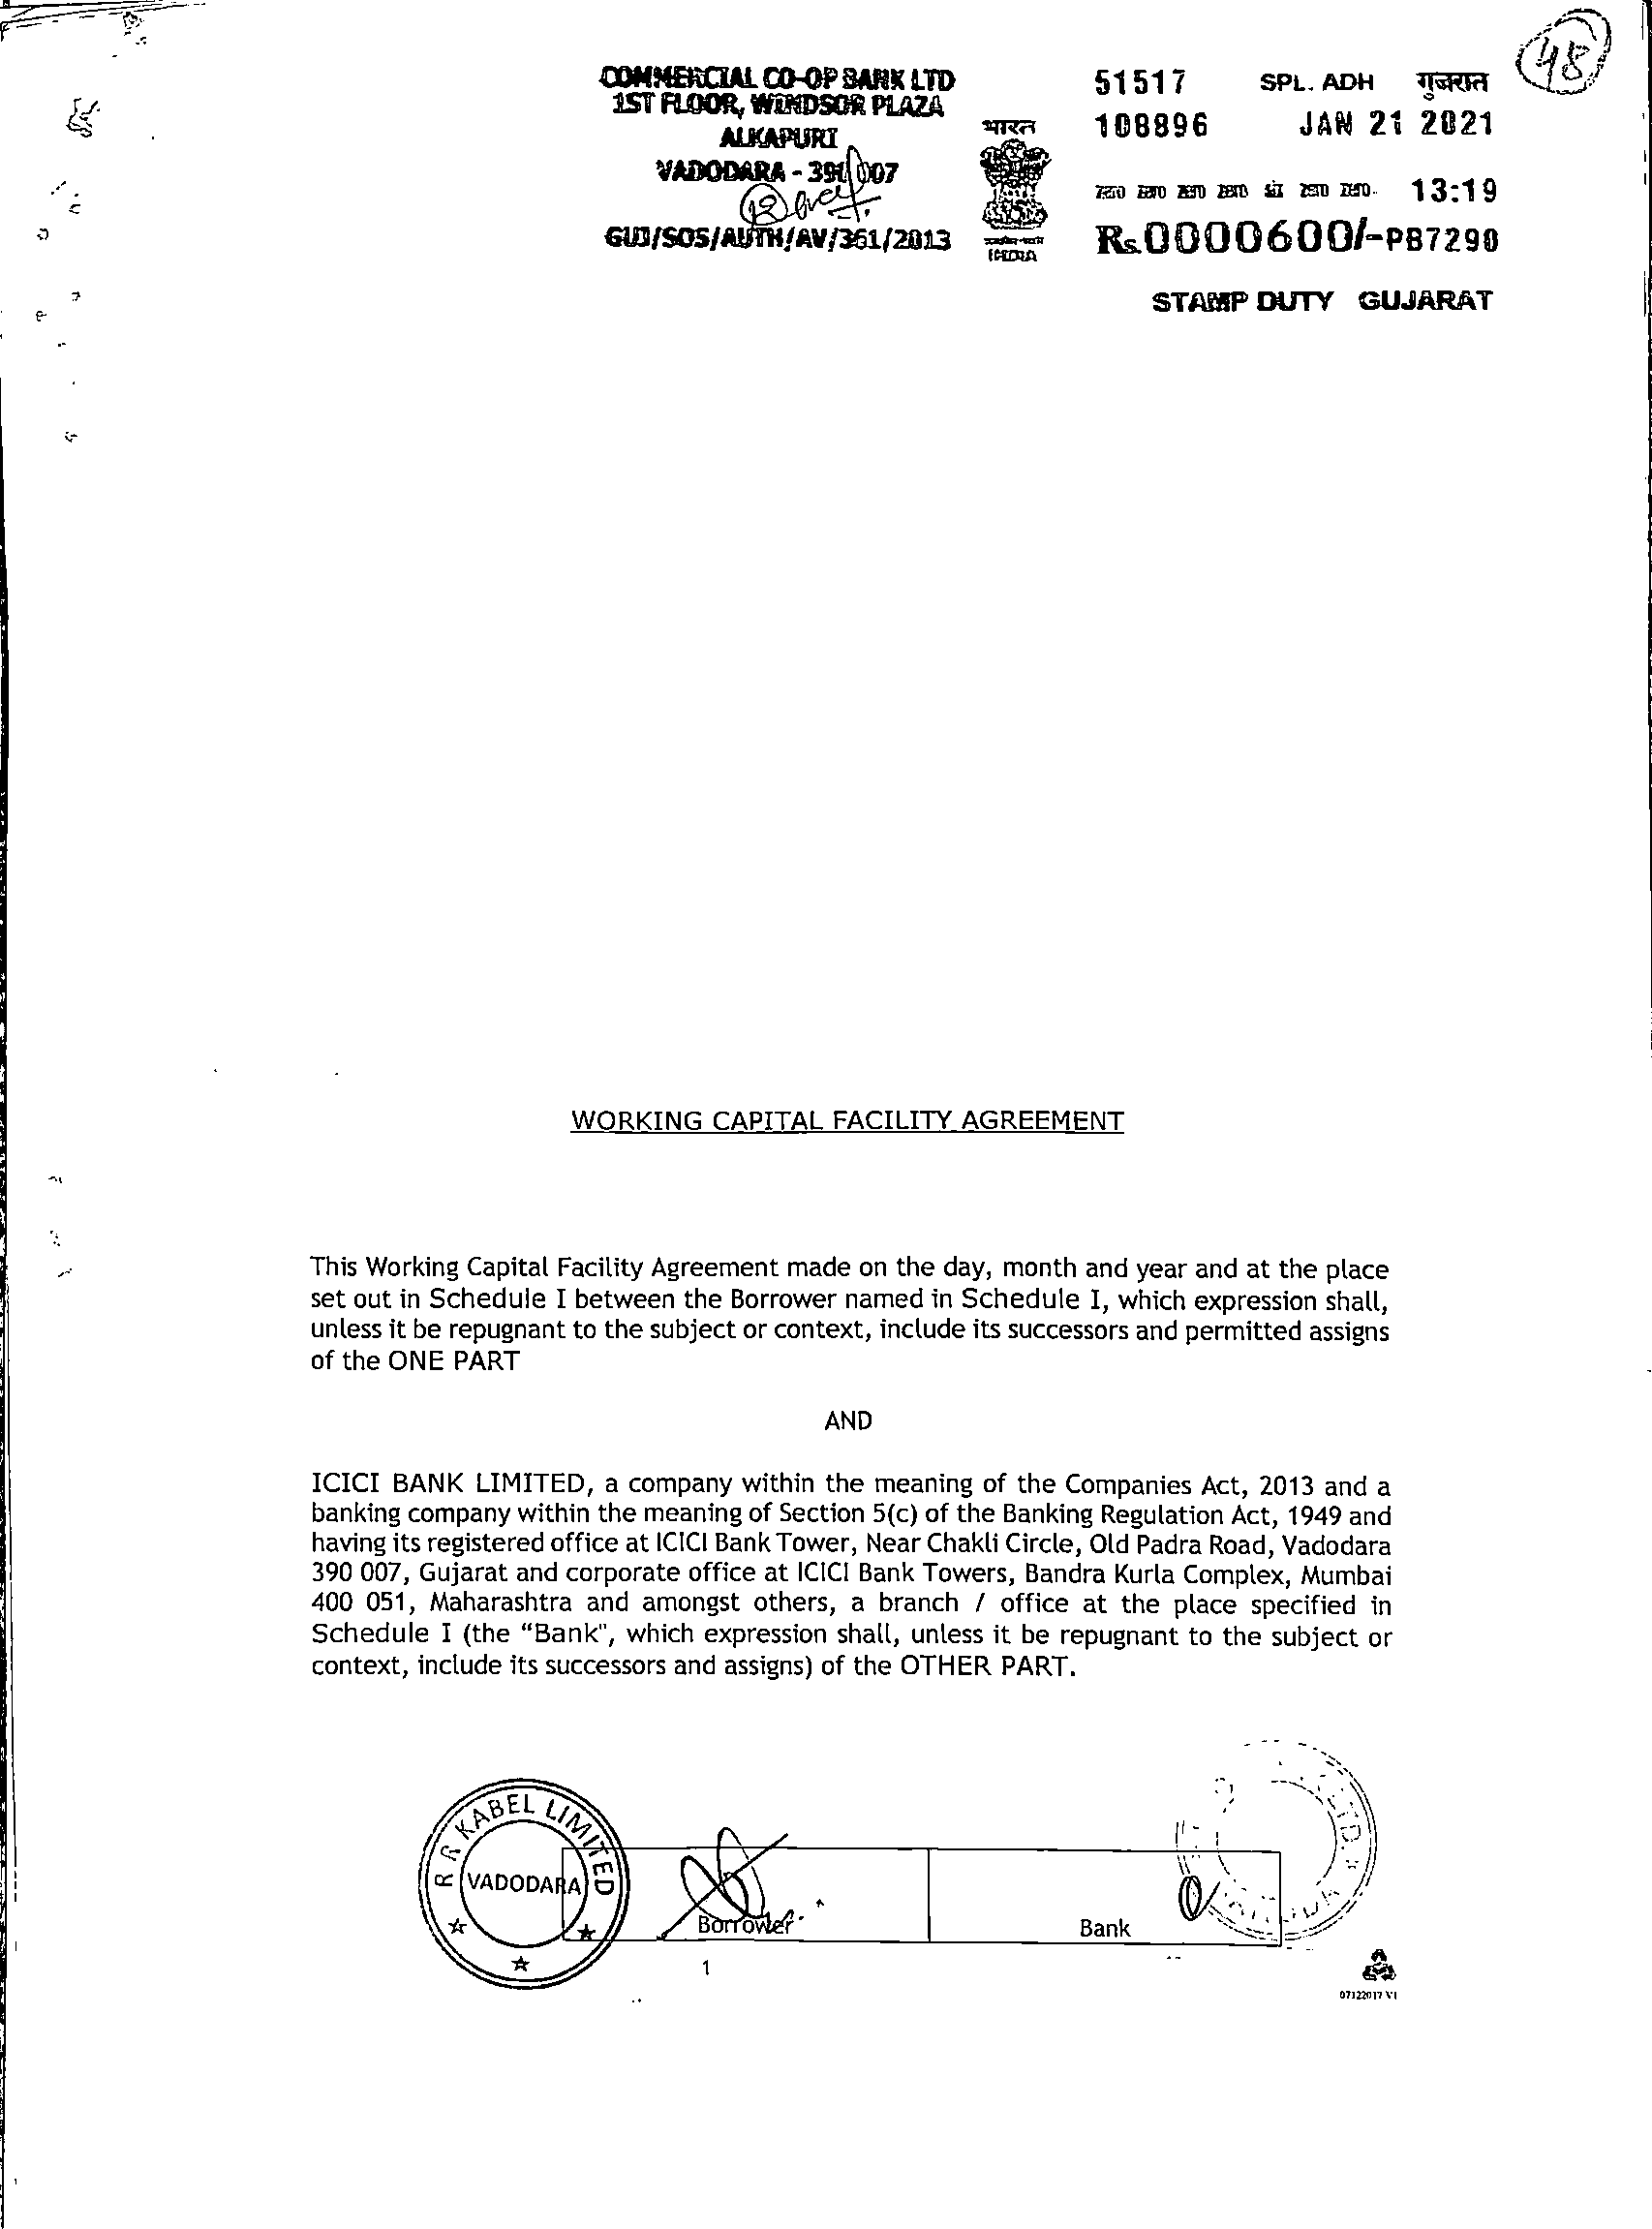 48
COMMERCIAL CO-OP BANK LTD
1ST FLOOR, WINDSOR PLAZA
ALKAPURI
VADODARA - 390 007
GUJ/SOS/AUTH/AV/361/2013
भारत
INDIA
51517 SPL. ADH गुजरात
108896 JAN 21 2021
13:19
Rs.0000600/-PB7290
STAMP DUTY GUJARAT
WORKING CAPITAL FACILITY AGREEMENT
This Working Capital Facility Agreement made on the day, month and year and at the place
set out in Schedule I between the Borrower named in Schedule I, which expression shall,
unless it be repugnant to the subject or context, include its successors and permitted assigns
of the ONE PART
AND
ICICI BANK LIMITED, a company within the meaning of the Companies Act, 2013 and a
banking company within the meaning of Section 5(c) of the Banking Regulation Act, 1949 and
having its registered office at ICICI Bank Tower, Near Chakli Circle, Old Padra Road, Vadodara
390 007, Gujarat and corporate office at ICICI Bank Towers, Bandra Kurla Complex, Mumbai
400 051, Maharashtra and amongst others, a branch / office at the place specified in
Schedule I (the “Bank", which expression shall, unless it be repugnant to the subject or
context, include its successors and assigns) of the OTHER PART.
R R KABEL LIMITED
VADODARA
Borrower
Bank
LTD.
1
07122017 V1